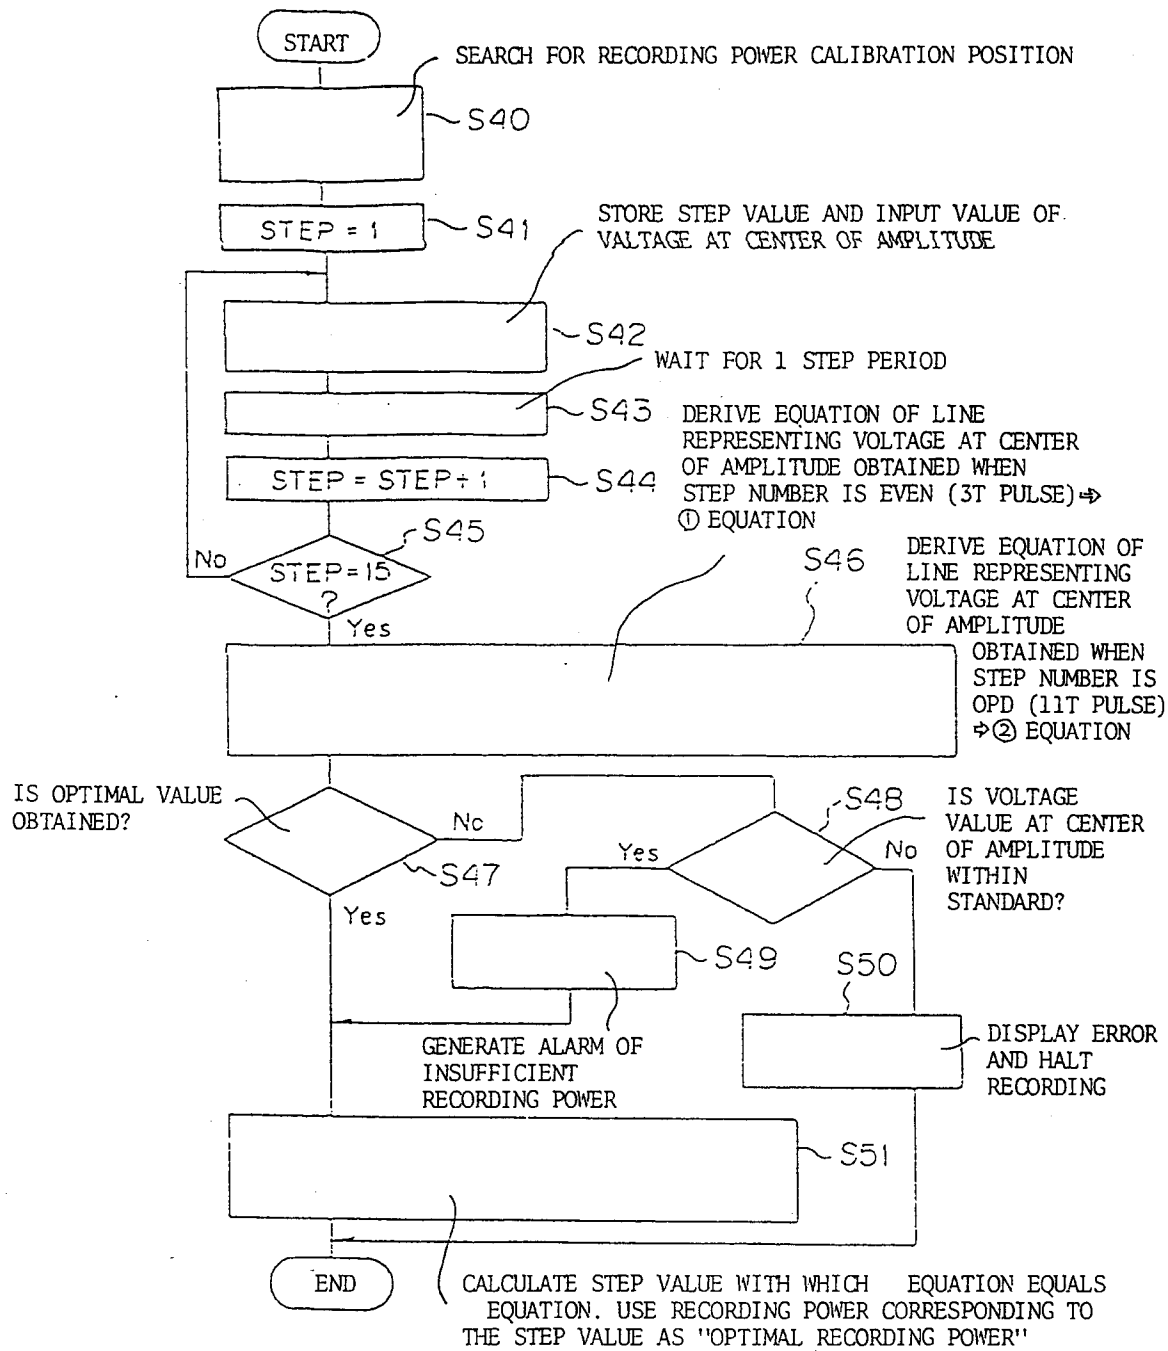 START
SEARCH FOR RECORDING POWER CALIBRATION POSITION
S40
STEP = 1
S41
STORE STEP VALUE AND INPUT VALUE OF
VALTAGE AT CENTER OF AMPLITUDE
S42
WAIT FOR 1 STEP PERIOD
S43
STEP = STEP + 1
S44
DERIVE EQUATION OF LINE
REPRESENTING VOLTAGE AT CENTER
OF AMPLITUDE OBTAINED WHEN
STEP NUMBER IS EVEN (3T PULSE)⇒
① EQUATION
S45
No
STEP = 15
?
Yes
S46
DERIVE EQUATION OF
LINE REPRESENTING
VOLTAGE AT CENTER
OF AMPLITUDE
OBTAINED WHEN
STEP NUMBER IS
OPD (11T PULSE)
⇒② EQUATION
IS OPTIMAL VALUE
OBTAINED?
No
S47
Yes
S48
IS VOLTAGE
VALUE AT CENTER
OF AMPLITUDE
WITHIN
STANDARD?
Yes
No
S49
GENERATE ALARM OF
INSUFFICIENT
RECORDING POWER
S50
DISPLAY ERROR
AND HALT
RECORDING
S51
END
CALCULATE STEP VALUE WITH WHICH EQUATION EQUALS
EQUATION. USE RECORDING POWER CORRESPONDING TO
THE STEP VALUE AS "OPTIMAL RECORDING POWER"